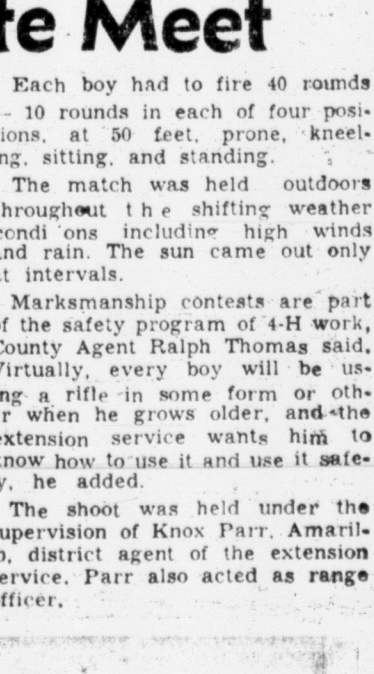 te Meet
Each boy had to fire 40 rounds
- 10 rounds in each of four posi-
ions, at 50 feet, prone, kneel-
ng, sitting, and standing.
The match was held outdoors
hroughout the shifting weather
condi ons including high winds
and rain. The sun came out only
t intervals.
Marksmanship contests are part
f the safety program of 4-H work,
County Agent Ralph Thomas said.
Virtually, every boy will be us-
ng a rifle in some form or oth-
r when he grows older, and the
extension service wants him to
know how to use it and use it safe-
y, he added.
The shoot was held under the
upervision of Knox Parr, Amaril-
o, district agent of the extension
ervice. Parr also acted as range
fficer.